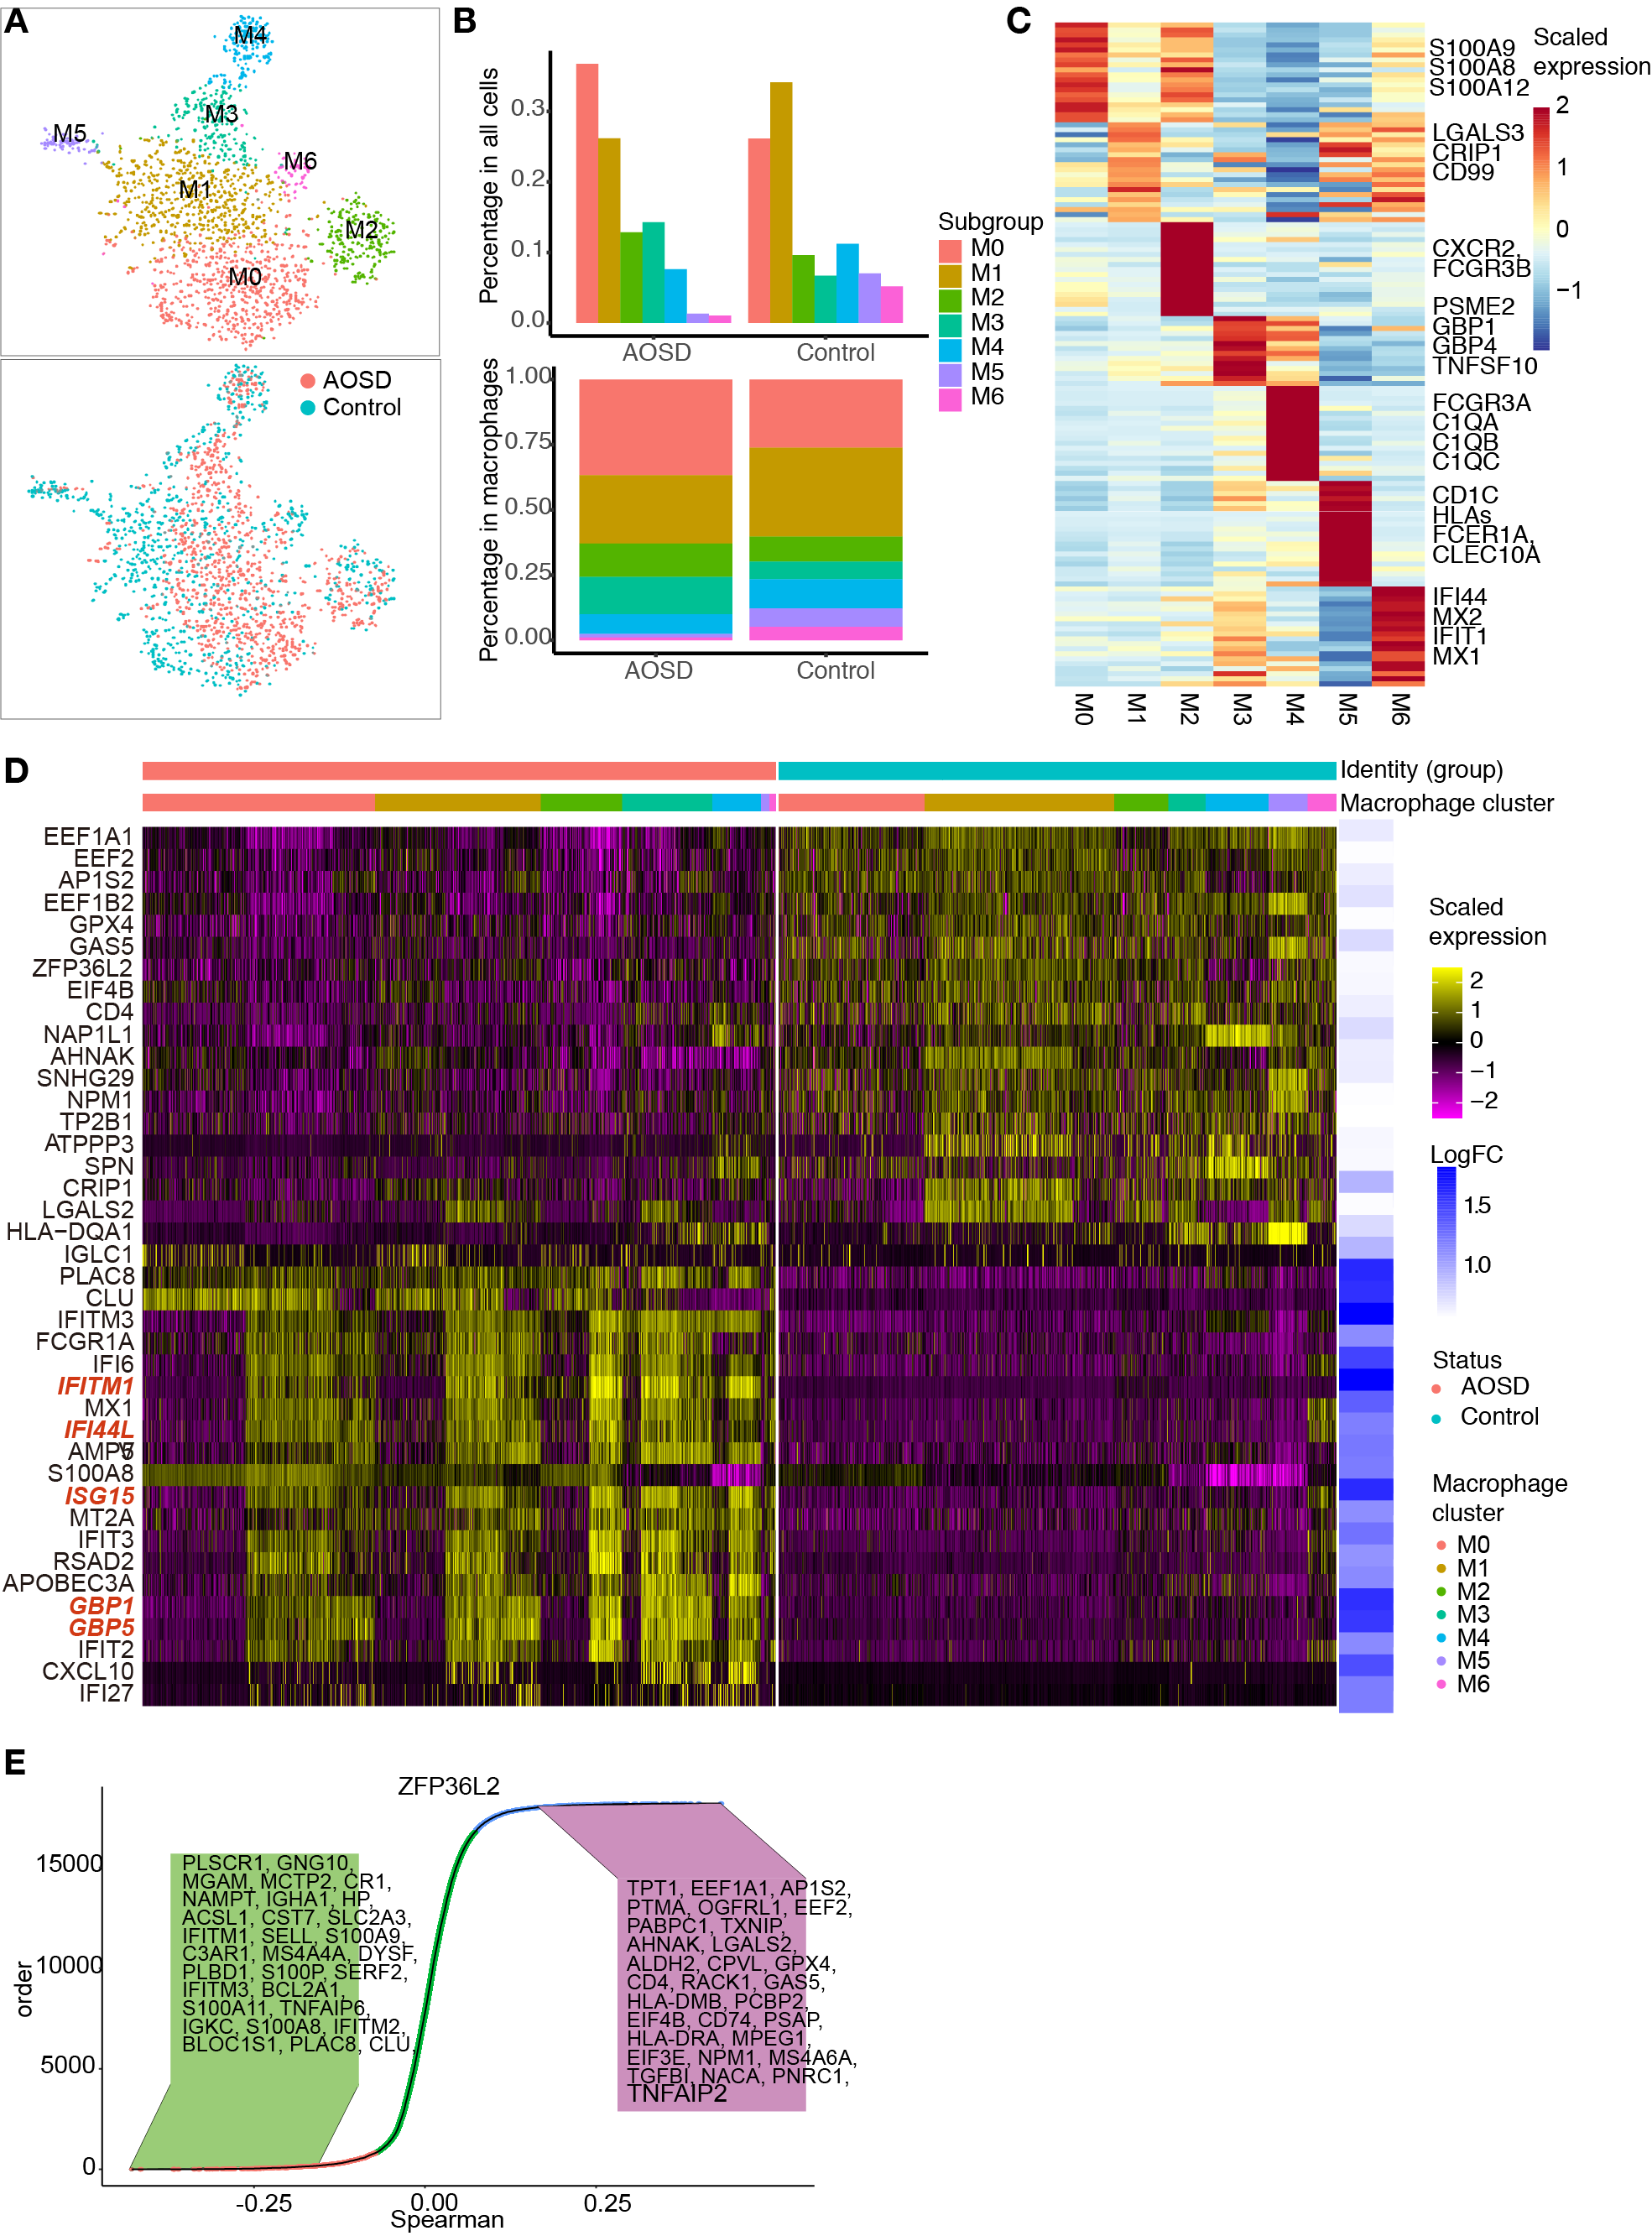 A
M4
M3
M5
M6
M1
M2
M0
AOSD
Control
B
Percentage in all cells
0.3
0.2
0.1
0.0
AOSD
Control
Percentage in macrophages
1.00
0.75
0.50
0.25
0.00
AOSD
Control
Subgroup
M0
M1
M2
M3
M4
M5
M6
C
S100A9
S100A8
S100A12
LGALS3
CRIP1
CD99
CXCR2,
FCGR3B
PSME2
GBP1
GBP4
TNFSF10
FCGR3A
C1QA
C1QB
C1QC
CD1C
HLAs
FCER1A,
CLEC10A
IFI44
MX2
IFIT1
MX1
M0
M1
M2
M3
M4
M5
M6
Scaled
expression
2
1
0
−1
D
Identity (group)
Macrophage cluster
EEF1A1
EEF2
AP1S2
EEF1B2
GPX4
GAS5
ZFP36L2
EIF4B
CD4
NAP1L1
AHNAK
SNHG29
NPM1
TP2B1
ATPPP3
SPN
CRIP1
LGALS2
HLA−DQA1
IGLC1
PLAC8
CLU
IFITM3
FCGR1A
IFI6
IFITM1
MX1
IFI44L
S100A8
ISG15
MT2A
IFIT3
RSAD2
APOBEC3A
GBP1
GBP5
IFIT2
CXCL10
IFI27
Scaled
expression
2
1
0
−1
−2
LogFC
1.5
1.0
Status
AOSD
Control
Macrophage
cluster
M0
M1
M2
M3
M4
M5
M6
E
ZFP36L2
order
15000
10000
5000
0
PLSCR1, GNG10,
MGAM, MCTP2, CR1,
NAMPT, IGHA1, HP,
ACSL1, CST7, SLC2A3,
IFITM1, SELL, S100A9,
C3AR1, MS4A4A, DYSF,
PLBD1, S100P, SERF2,
IFITM3, BCL2A1,
S100A11, TNFAIP6,
IGKC, S100A8, IFITM2,
BLOC1S1, PLAC8, CLU,
TPT1, EEF1A1, AP1S2,
PTMA, OGFRL1, EEF2,
PABPC1, TXNIP,
AHNAK, LGALS2,
ALDH2, CPVL, GPX4,
CD4, RACK1, GAS5,
HLA-DMB, PCBP2,
EIF4B, CD74, PSAP,
HLA-DRA, MPEG1,
EIF3E, NPM1, MS4A6A,
TGFBI, NACA, PNRC1,
TNFAIP2
-0.25
0.00
0.25
Spearman